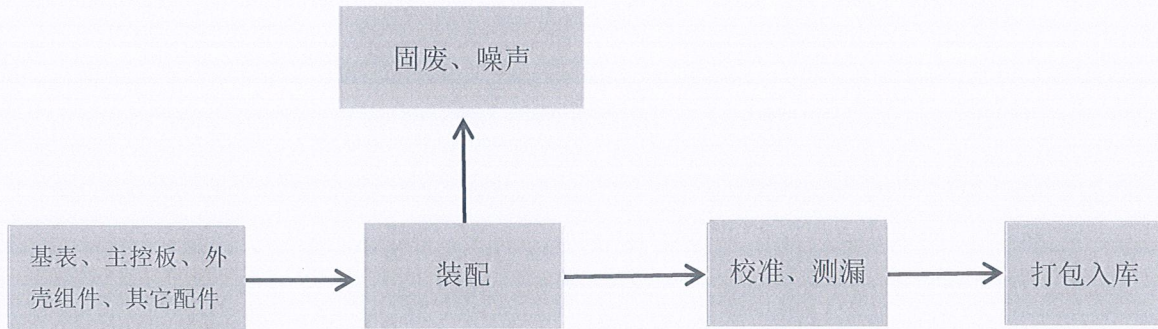 固废、噪声
基表、主控板、外
壳组件、其它配件
装配
校准、测漏
打包入库